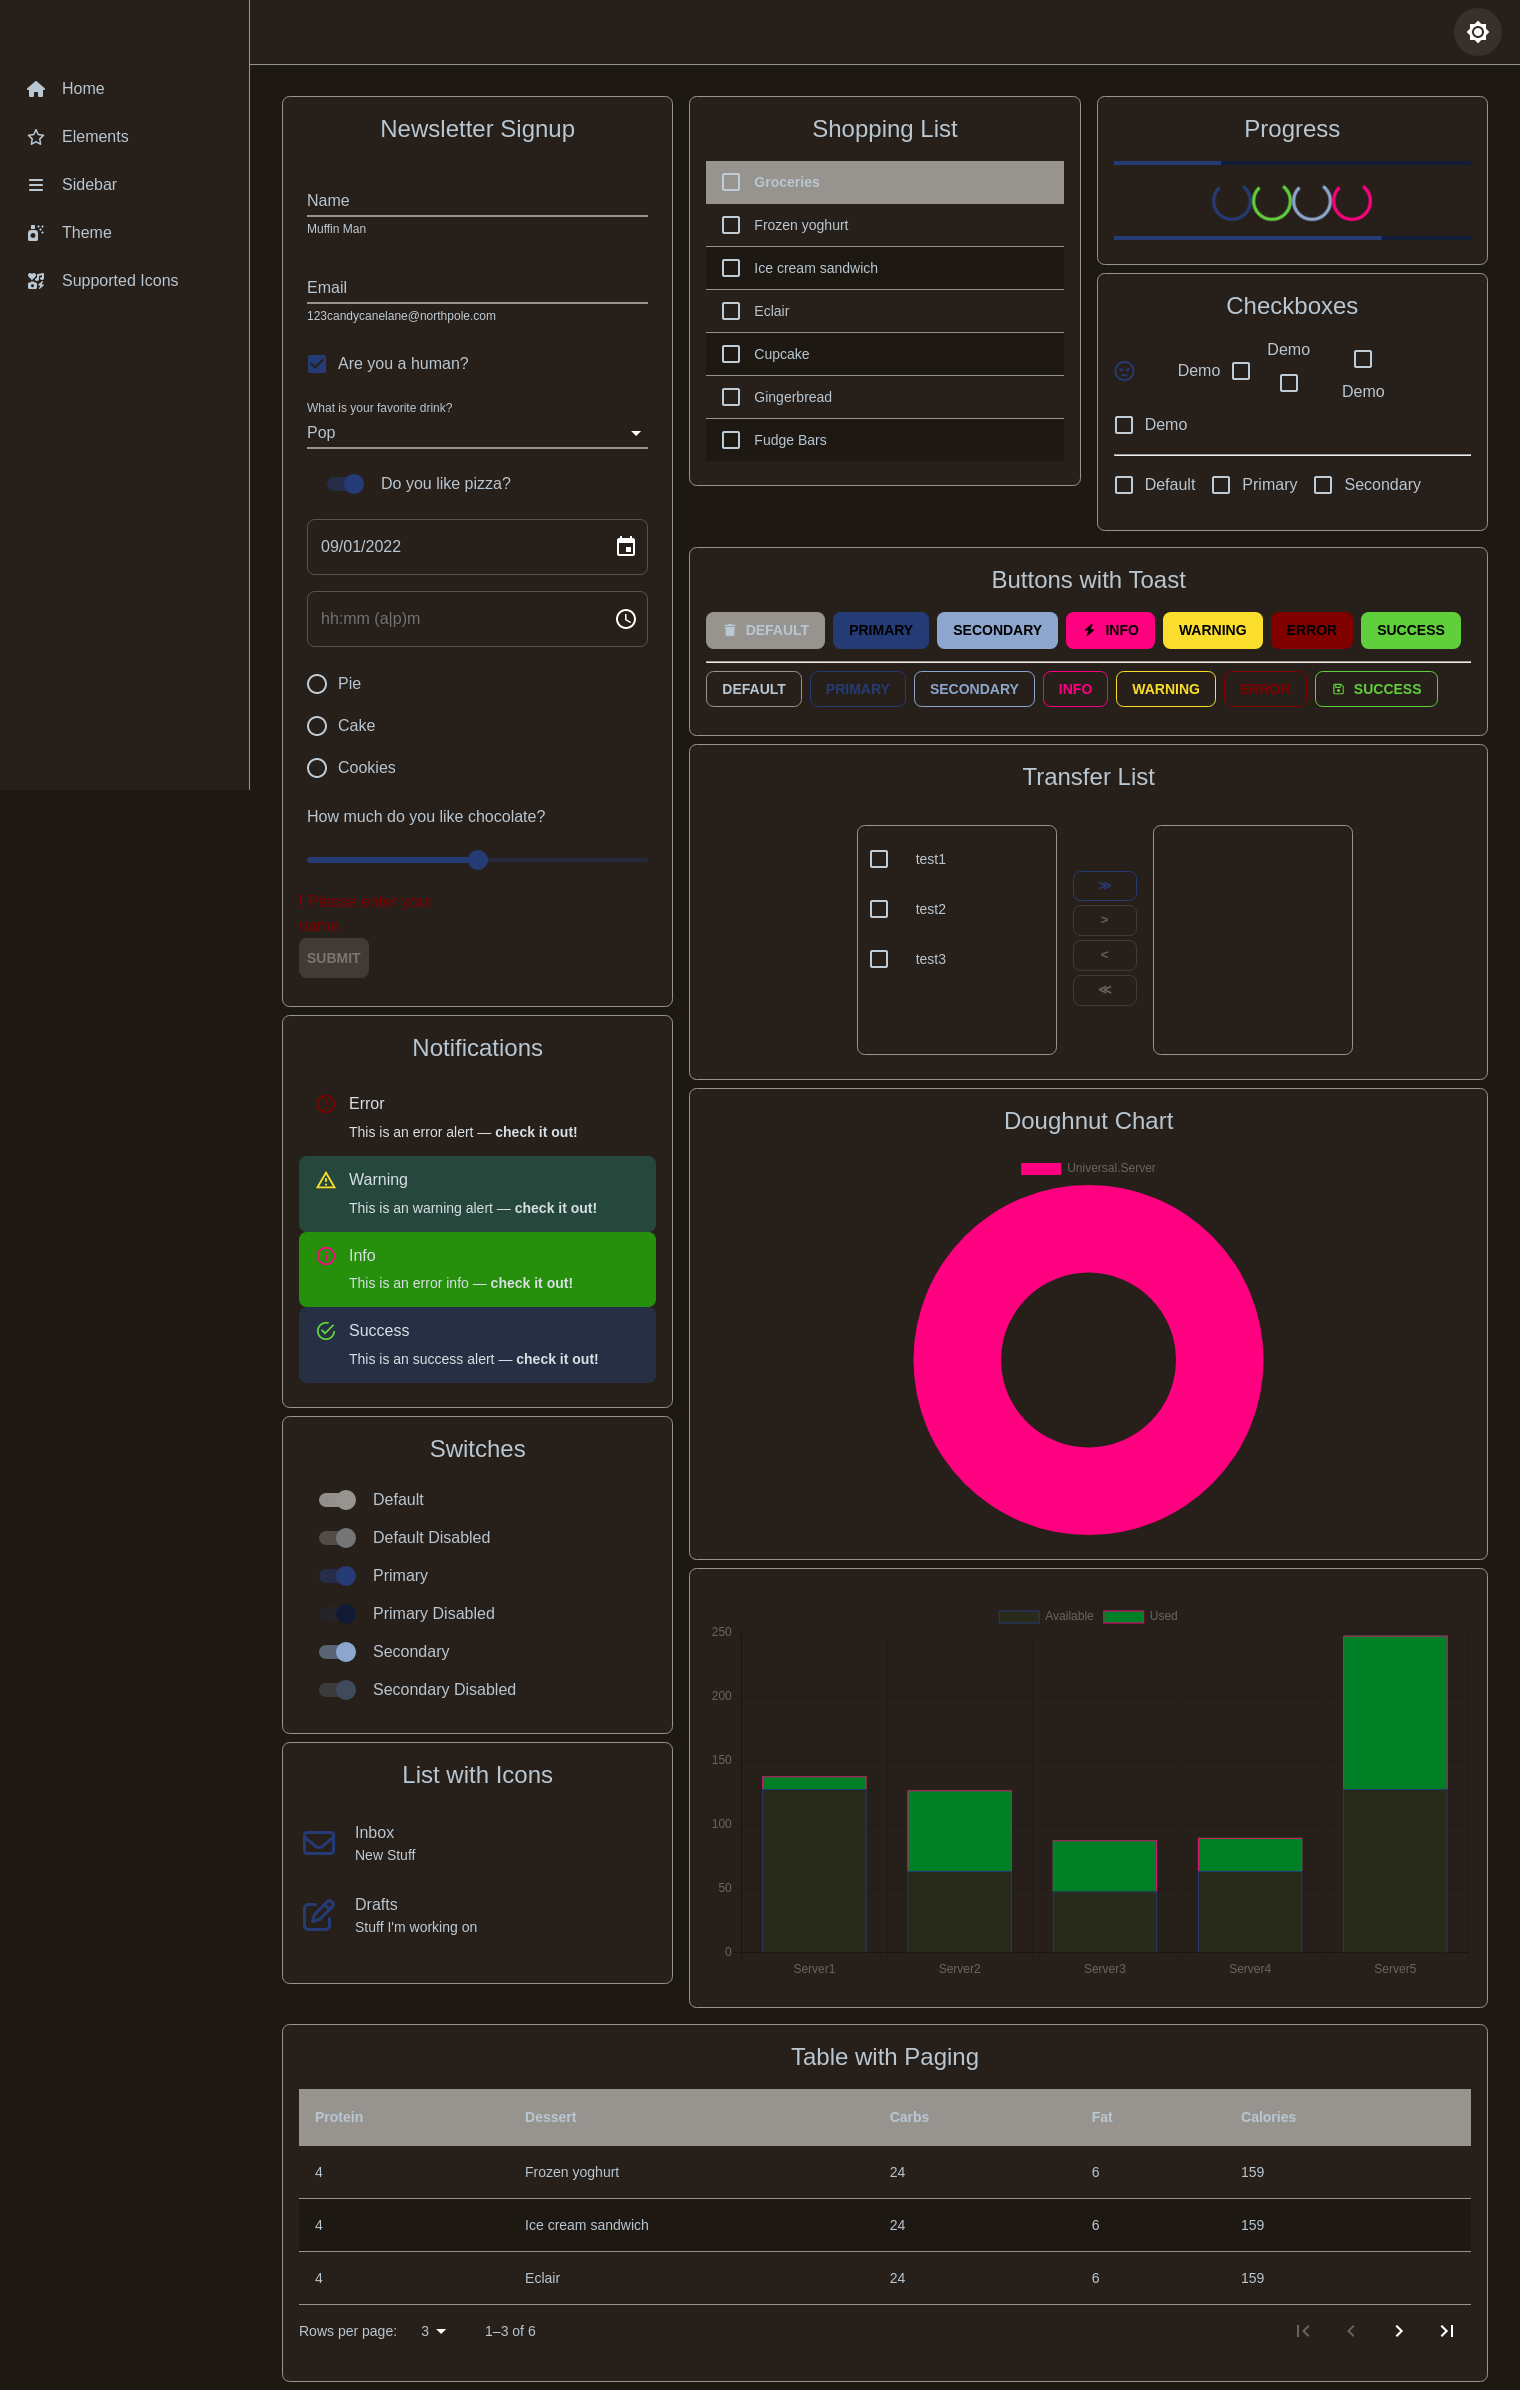 Home
Elements
Sidebar
Theme
Supported Icons
Newsletter Signup
Name
Muffin Man
Email
123candycanelane@northpole.com
Are you a human?
What is your favorite drink?
Pop
Do you like pizza?
09/01/2022
hh:mm (a|p)m
Pie
Cake
Cookies
How much do you like chocolate?
! Please enter your
name.
SUBMIT
Notifications
Error
This is an error alert — check it out!
Warning
This is an warning alert — check it out!
Info
This is an error info — check it out!
Success
This is an success alert — check it out!
Switches
Default
Default Disabled
Primary
Primary Disabled
Secondary
Secondary Disabled
List with Icons
Inbox
New Stuff
Drafts
Stuff I'm working on
Shopping List
Groceries
Frozen yoghurt
Ice cream sandwich
Eclair
Cupcake
Gingerbread
Fudge Bars
Progress
Checkboxes
Demo
Demo
Demo
Demo
Default Primary Secondary
Buttons with Toast
DEFAULT PRIMARY SECONDARY INFO WARNING ERROR SUCCESS
DEFAULT PRIMARY SECONDARY INFO WARNING ERROR SUCCESS
Transfer List
test1
test2
test3
≫
>
<
≪
Doughnut Chart
Universal.Server
Available Used
250
200
150
100
50
0
Server1 Server2 Server3 Server4 Server5
Table with Paging
Protein Dessert Carbs Fat Calories
4 Frozen yoghurt 24 6 159
4 Ice cream sandwich 24 6 159
4 Eclair 24 6 159
Rows per page: 3 1–3 of 6